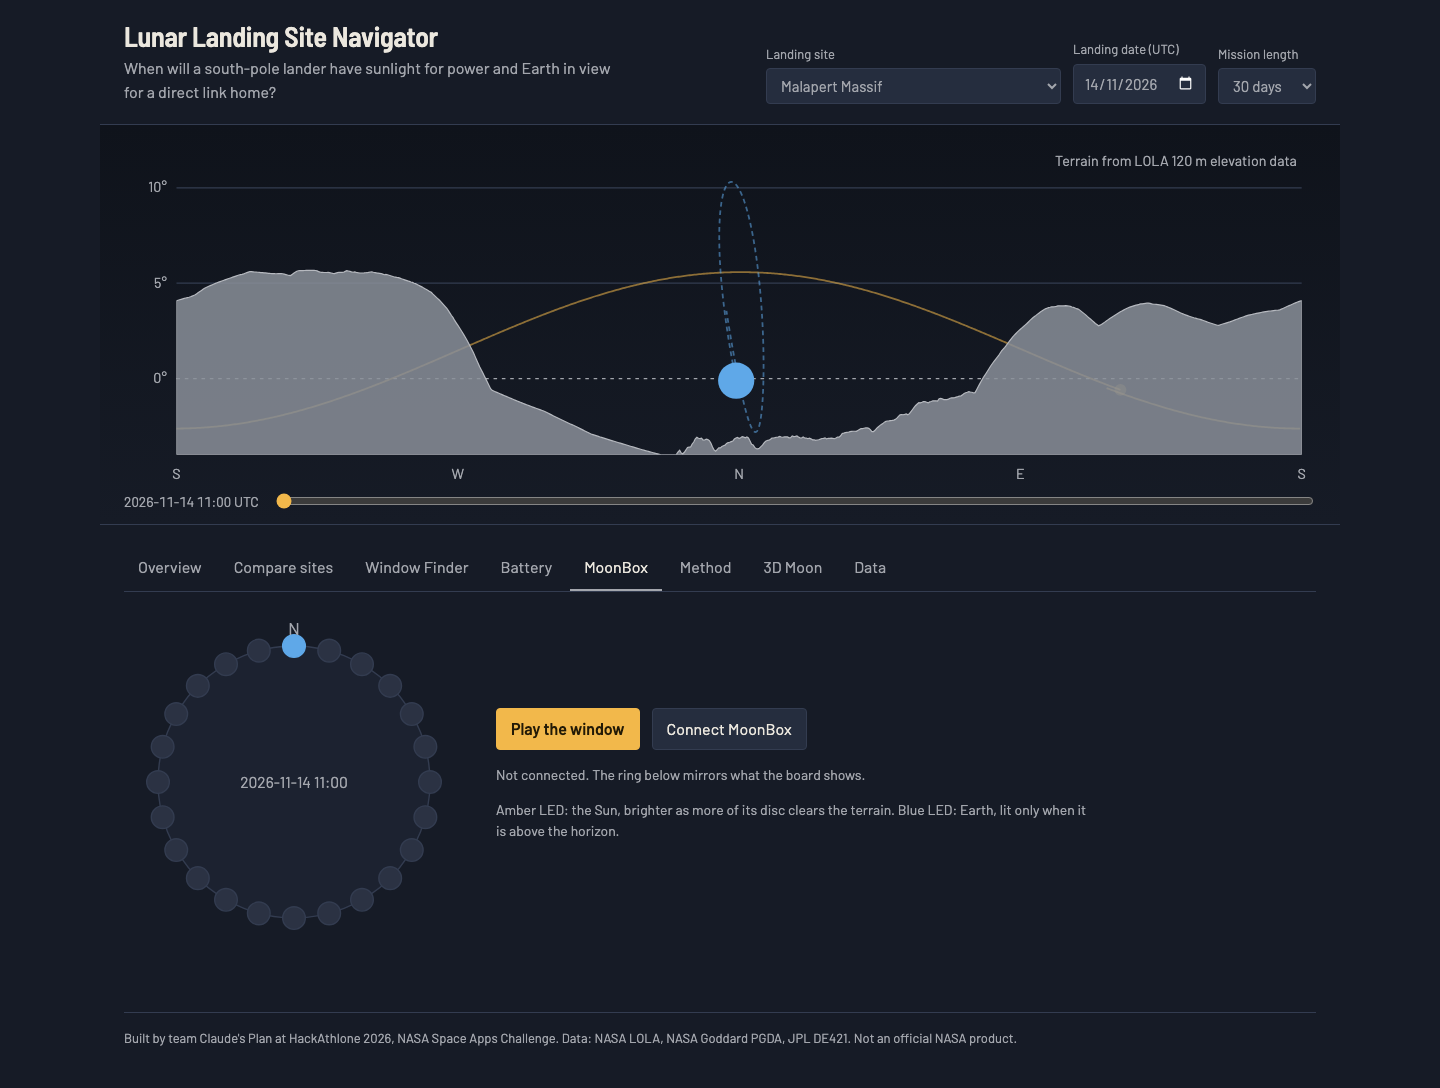 Lunar Landing Site Navigator
When will a south-pole lander have sunlight for power and Earth in view
for a direct link home?
Landing site
Malapert Massif
Landing date (UTC)
14/11/2026
Mission length
30 days
Terrain from LOLA 120 m elevation data
10°
5°
0°
S
W
N
E
S
2026-11-14 11:00 UTC
Overview
Compare sites
Window Finder
Battery
MoonBox
Method
3D Moon
Data
N
2026-11-14 11:00
Play the window
Connect MoonBox
Not connected. The ring below mirrors what the board shows.
Amber LED: the Sun, brighter as more of its disc clears the terrain. Blue LED: Earth, lit only when it
is above the horizon.
Built by team Claude's Plan at HackAthlone 2026, NASA Space Apps Challenge. Data: NASA LOLA, NASA Goddard PGDA, JPL DE421. Not an official NASA product.